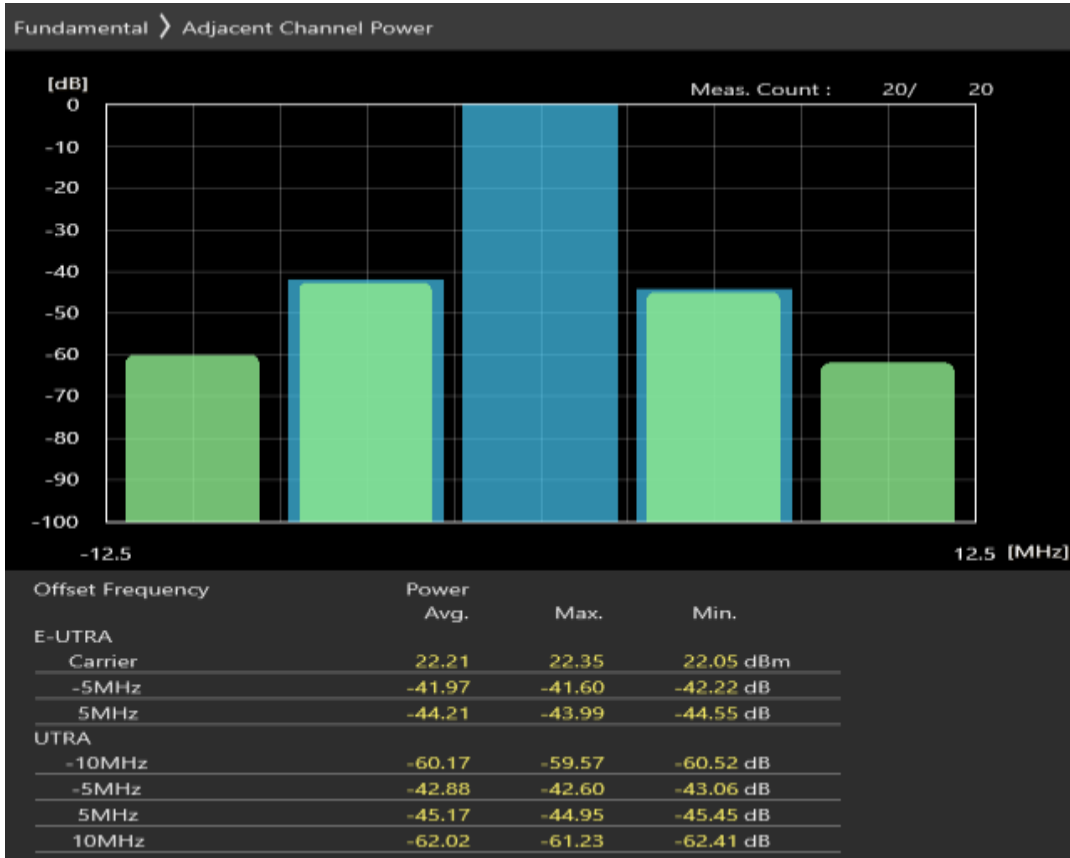 Fundamental 〉 Adjacent Channel Power
[dB]
Meas. Count : 20/ 20
0
-10
-20
-30
-40
-50
-60
-70
-80
-90
-100
-12.5 12.5 [MHz]
Offset Frequency Power
Avg. Max. Min.
E-UTRA
Carrier 22.21 22.35 22.05 dBm
-5MHz -41.97 -41.60 -42.22 dB
5MHz -44.21 -43.99 -44.55 dB
UTRA
-10MHz -60.17 -59.57 -60.52 dB
-5MHz -42.88 -42.60 -43.06 dB
5MHz -45.17 -44.95 -45.45 dB
10MHz -62.02 -61.23 -62.41 dB